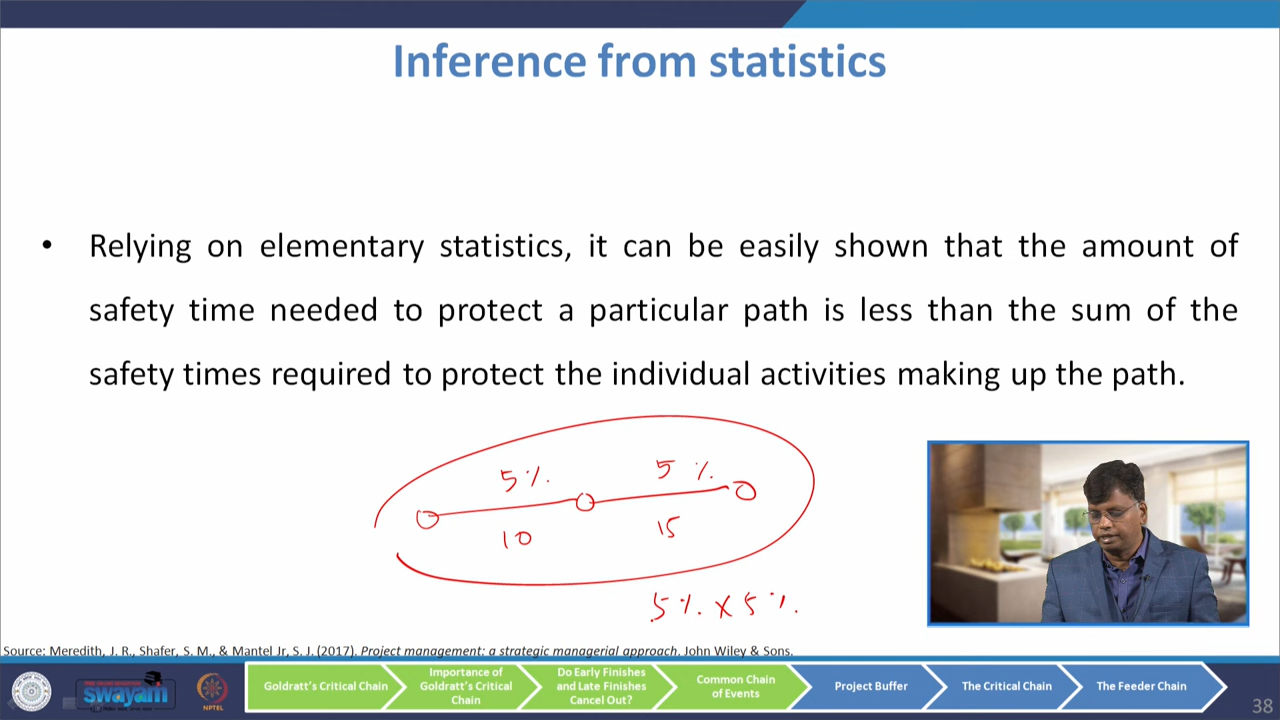 Inference from statistics
• Relying on elementary statistics, it can be easily shown that the amount of
safety time needed to protect a particular path is less than the sum of the
safety times required to protect the individual activities making up the path.
5% 5%
10 15
5% x 5%
Source: Meredith, J. R., Shafer, S. M., & Mantel Jr, S. J. (2017). Project management: a strategic managerial approach. John Wiley & Sons.
swayam
NPTEL
Goldratt's Critical Chain
Importance of
Goldratt's Critical
Chain
Do Early Finishes
and Late Finishes
Cancel Out?
Common Chain
of Events
Project Buffer
The Critical Chain
The Feeder Chain
38